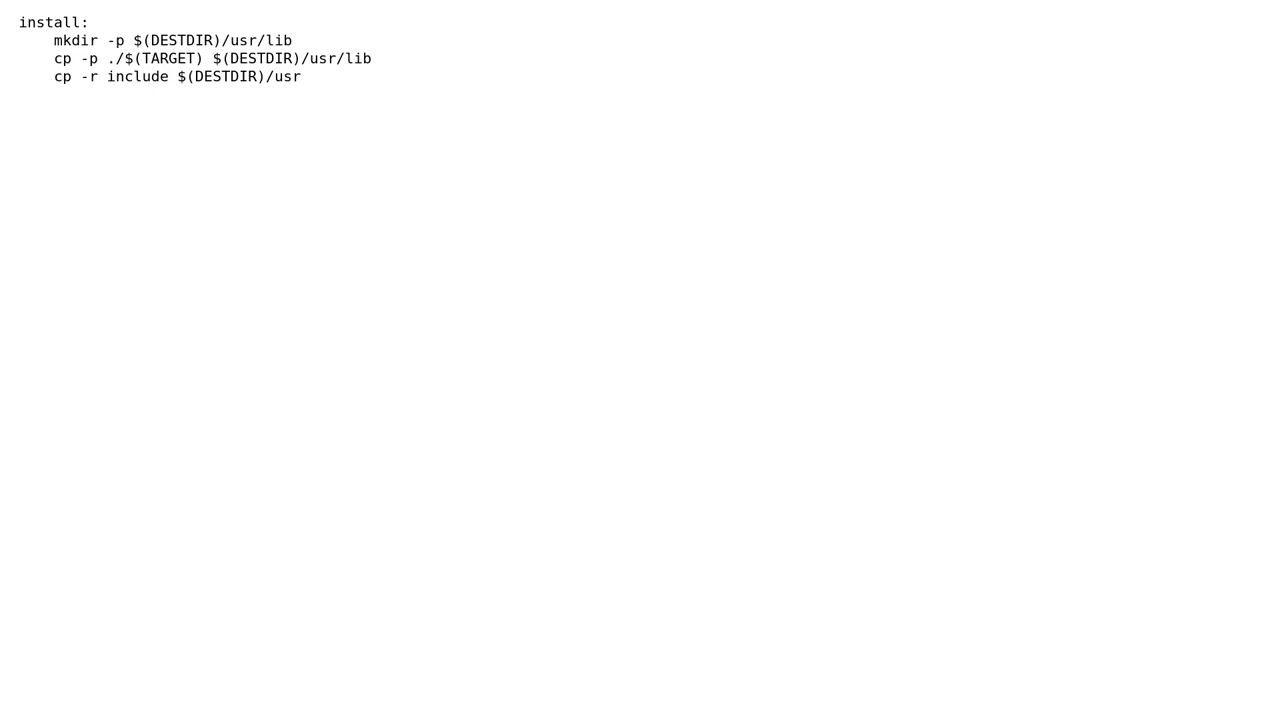 install:
    mkdir -p $(DESTDIR)/usr/lib
    cp -p ./$(TARGET) $(DESTDIR)/usr/lib
    cp -r include $(DESTDIR)/usr